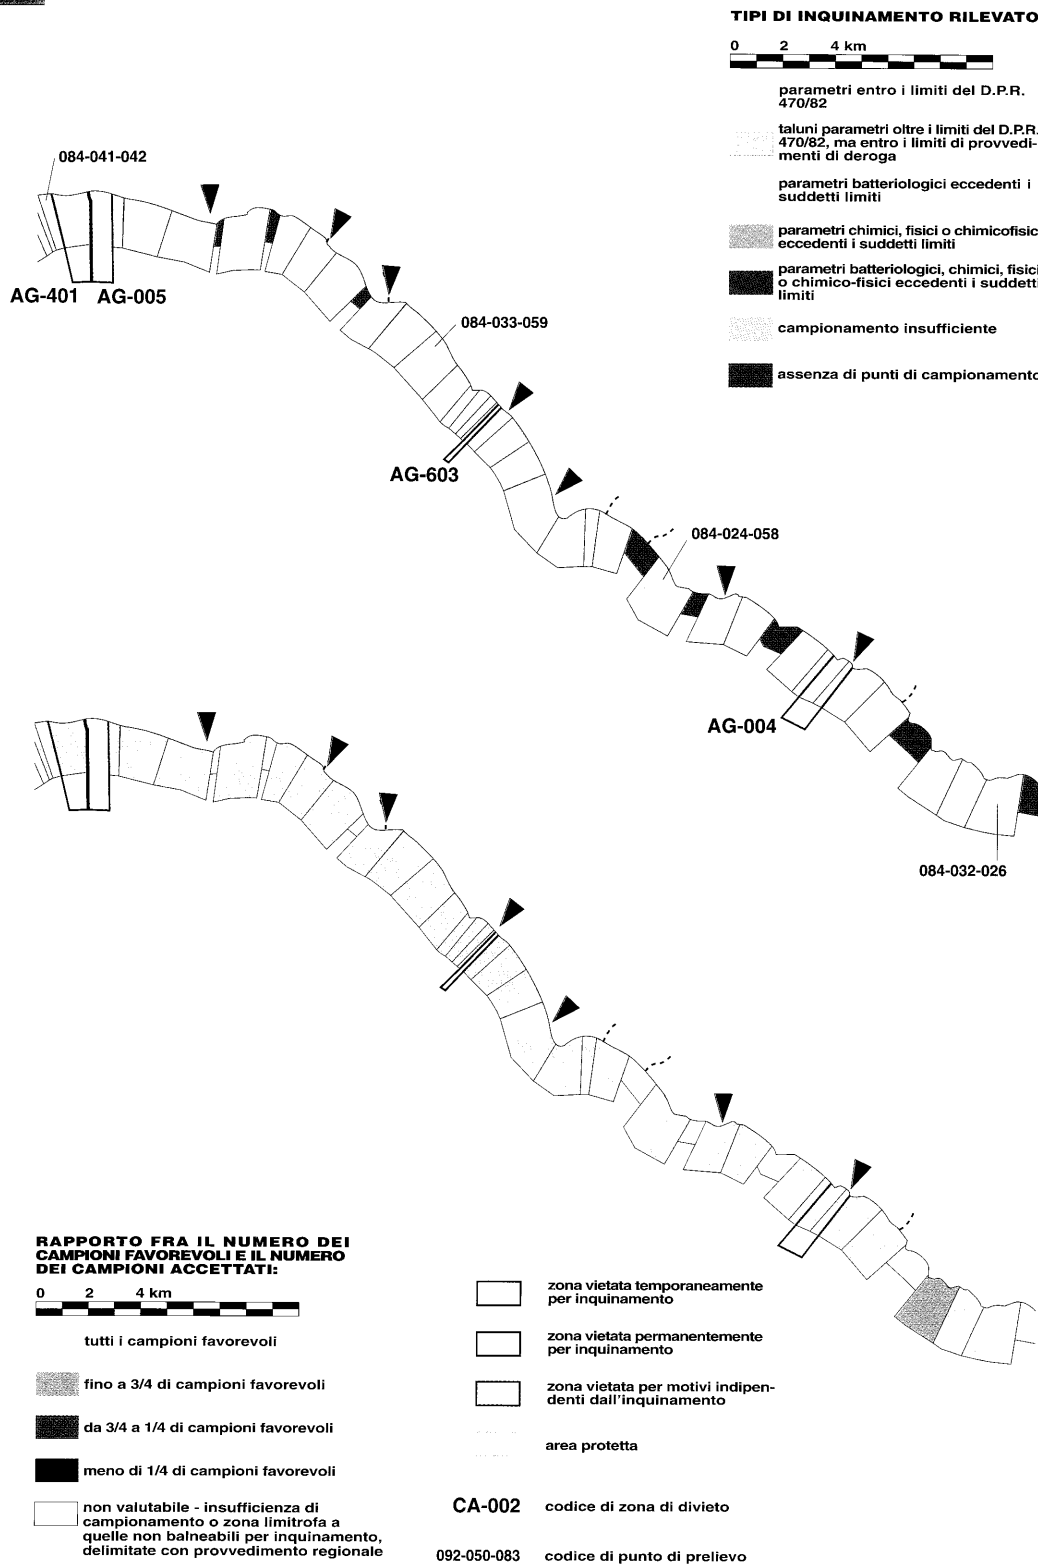 TIPI DI INQUINAMENTO RILEVATO
0 2 4 km
parametri entro i limiti del D.P.R.
470/82
taluni parametri oltre i limiti del D.P.R.
470/82, ma entro i limiti di provvedi-
menti di deroga
parametri batteriologici eccedenti i
suddetti limiti
parametri chimici, fisici o chimicofisic
eccedenti i suddetti limiti
parametri batteriologici, chimici, fisici
o chimico-fisici eccedenti i suddetti
limiti
campionamento insufficiente
assenza di punti di campionamento
084-041-042
AG-401 AG-005
084-033-059
AG-603
084-024-058
AG-004
084-032-026
RAPPORTO FRA IL NUMERO DEI
CAMPIONI FAVOREVOLI E IL NUMERO
DEI CAMPIONI ACCETTATI:
0 2 4 km
tutti i campioni favorevoli
fino a 3/4 di campioni favorevoli
da 3/4 a 1/4 di campioni favorevoli
meno di 1/4 di campioni favorevoli
non valutabile - insufficienza di
campionamento o zona limitrofa a
quelle non balneabili per inquinamento,
delimitate con provvedimento regionale
zona vietata temporaneamente
per inquinamento
zona vietata permanentemente
per inquinamento
zona vietata per motivi indipen-
denti dall'inquinamento
area protetta
CA-002 codice di zona di divieto
092-050-083 codice di punto di prelievo